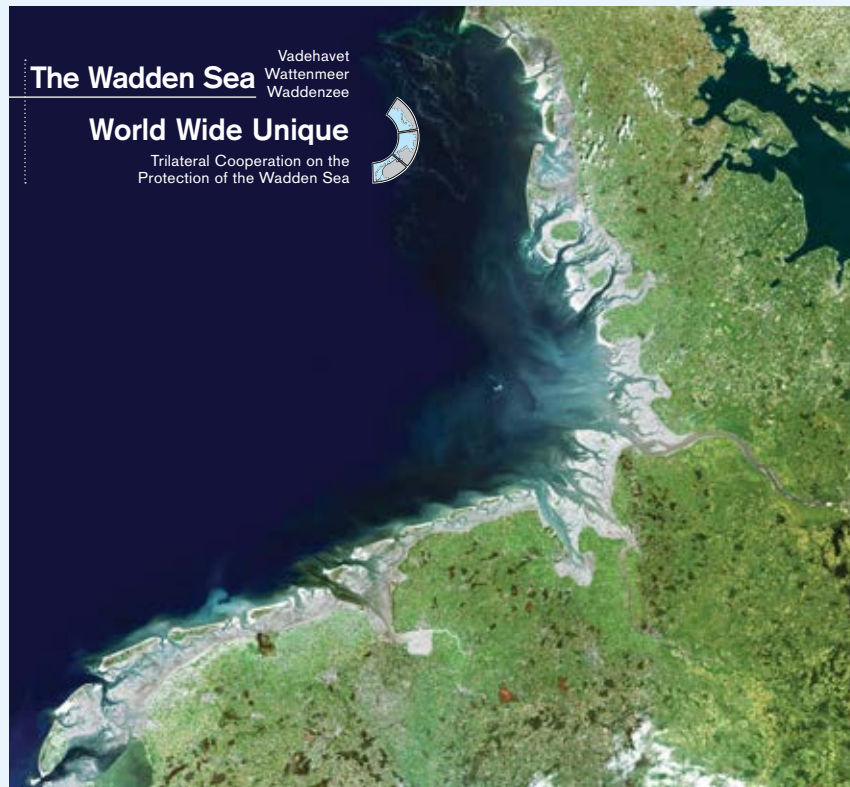 The Wadden Sea
Vadehavet
Wattenmeer
Waddenzee
World Wide Unique
Trilateral Cooperation on the
Protection of the Wadden Sea